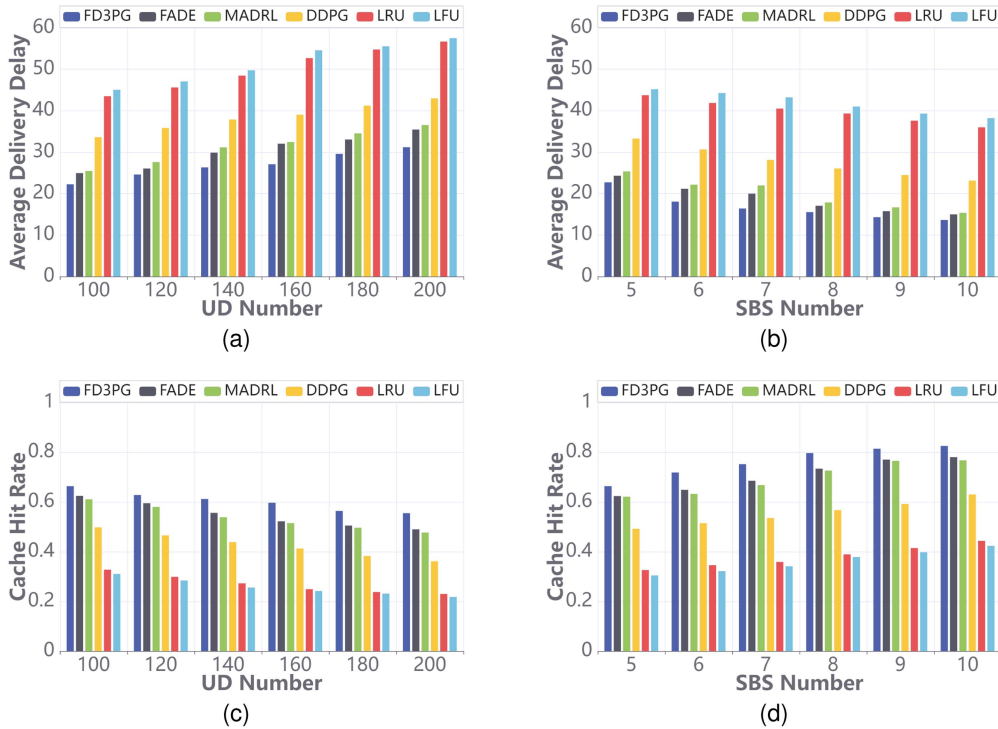 FD3PG FADE MADRL DDPG LRU LFU
60
50
40
30
20
10
0
Average Delivery Delay
100 120 140 160 180 200
UD Number
(a)
FD3PG FADE MADRL DDPG LRU LFU
60
50
40
30
20
10
0
Average Delivery Delay
5 6 7 8 9 10
SBS Number
(b)
FD3PG FADE MADRL DDPG LRU LFU
1
0.8
0.6
0.4
0.2
0
Cache Hit Rate
100 120 140 160 180 200
UD Number
(c)
FD3PG FADE MADRL DDPG LRU LFU
1
0.8
0.6
0.4
0.2
0
Cache Hit Rate
5 6 7 8 9 10
SBS Number
(d)